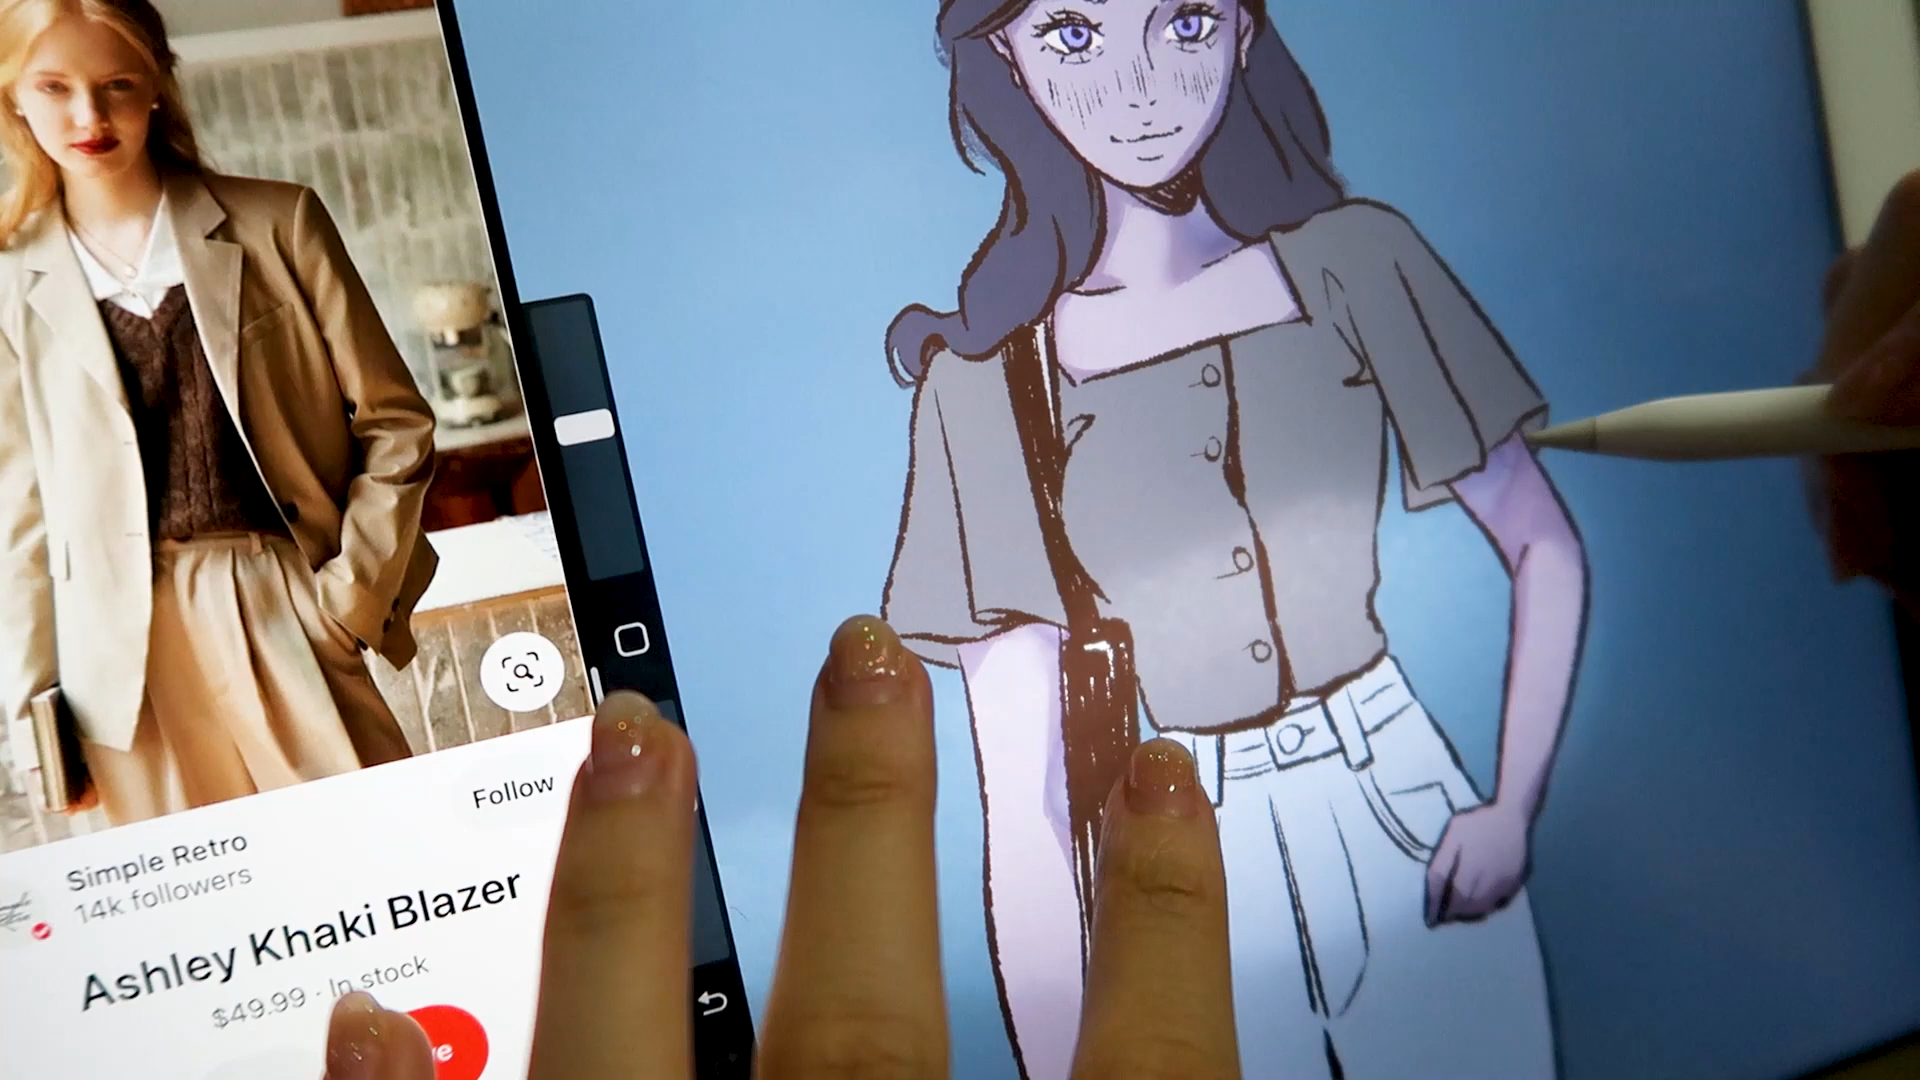 Follow
Simple Retro
14k followers
Ashley Khaki Blazer
$49.99 · In stock